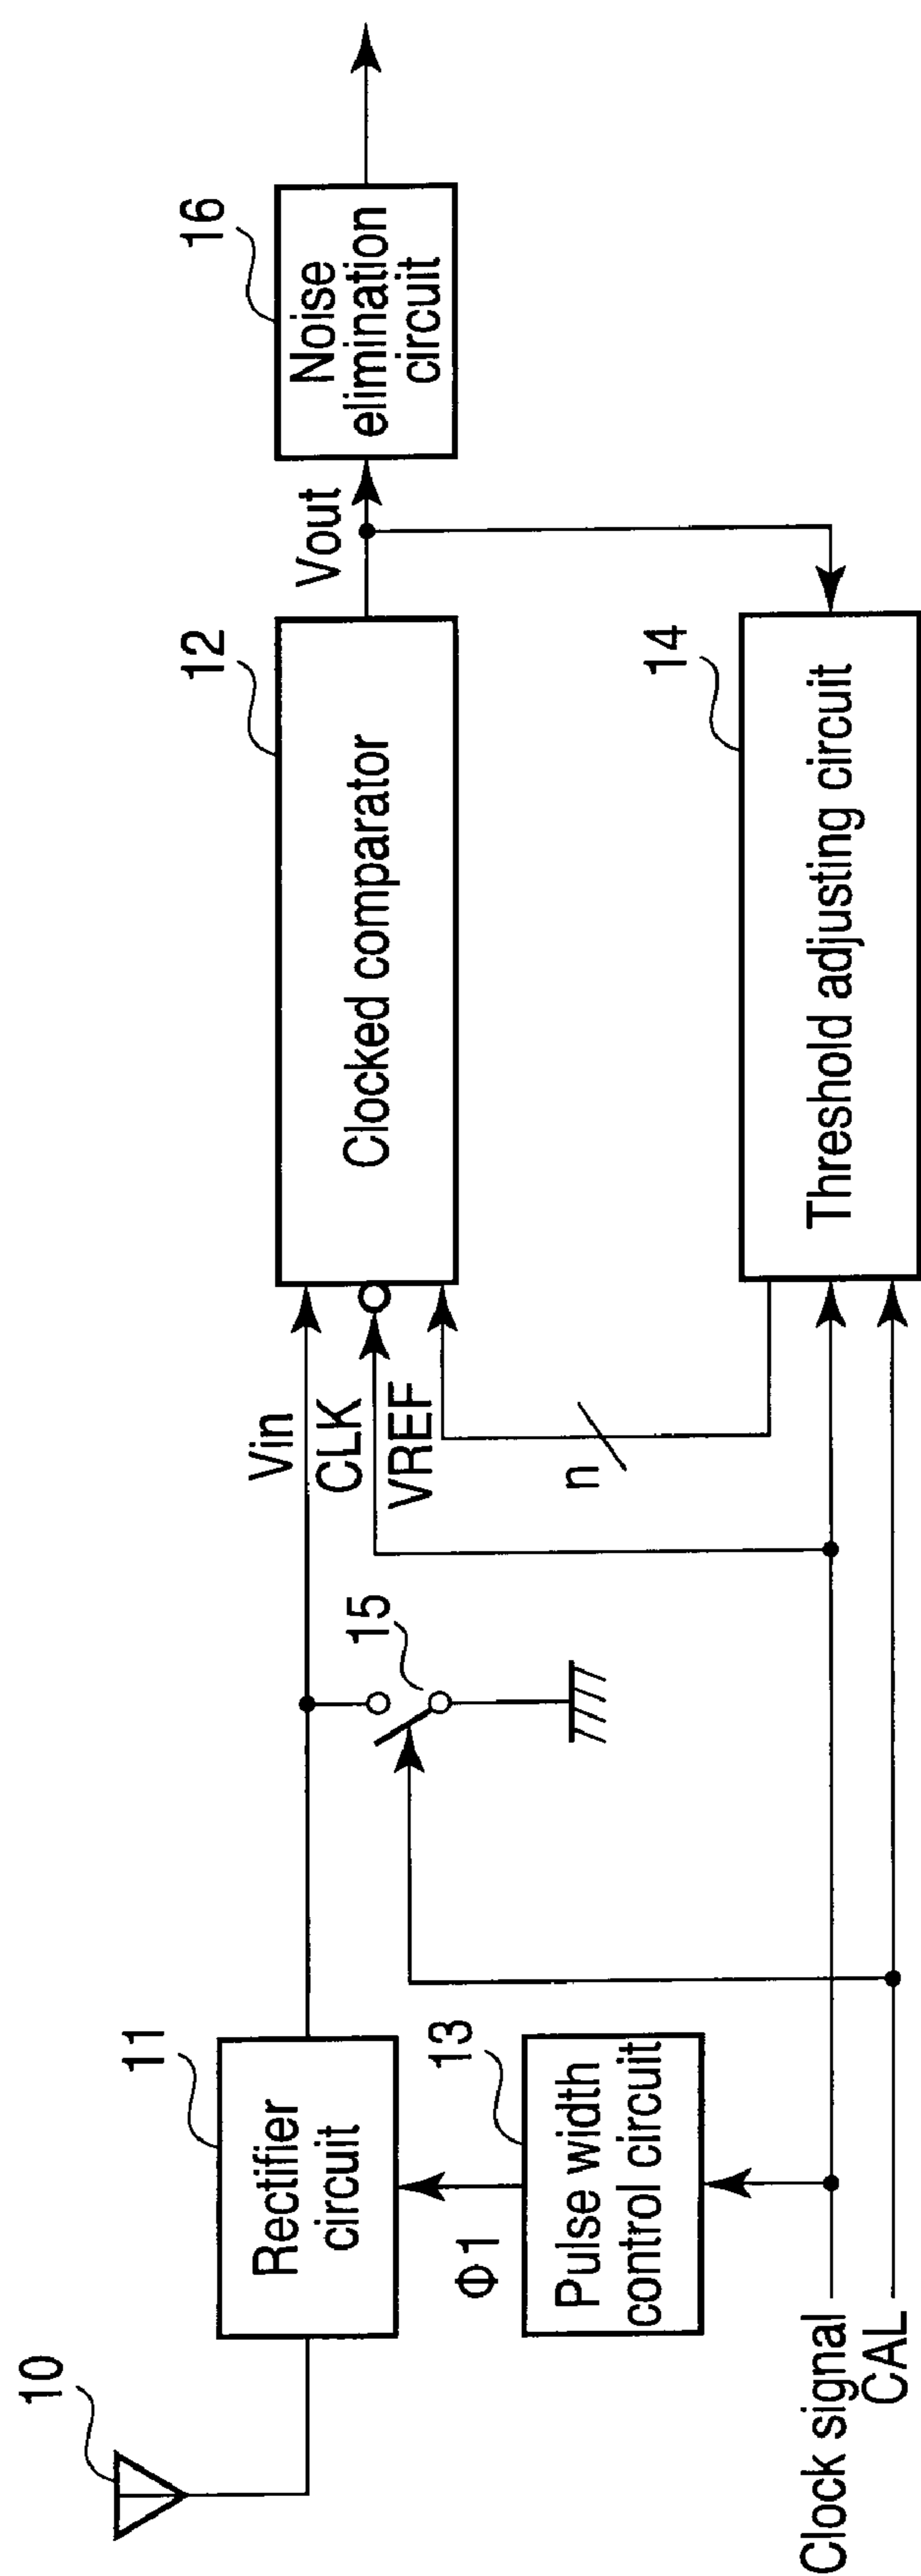 10
11
Rectifier
circuit
Φ1
13
Pulse width
control circuit
Clock signal
CAL
15
Vin
CLK
VREF
n
12
Clocked comparator
14
Threshold adjusting circuit
Vout
16
Noise
elimination
circuit